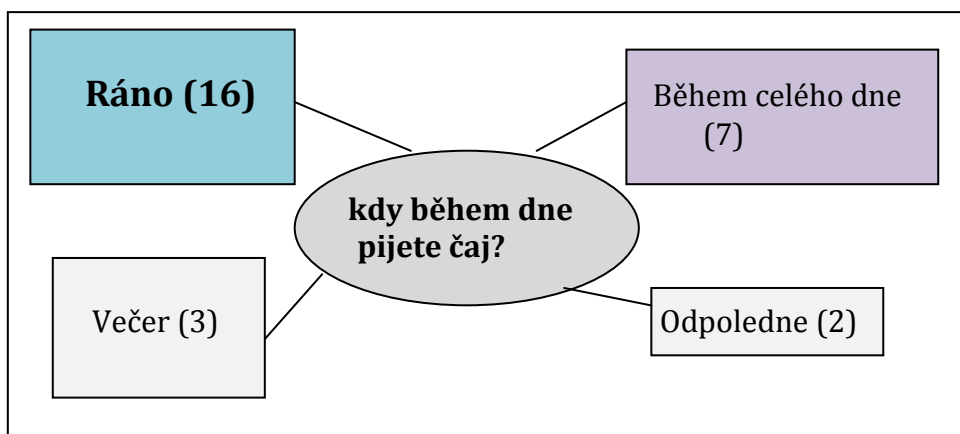 Ráno (16)
Během celého dne
(7)
kdy během dne
pijete čaj?
Večer (3)
Odpoledne (2)